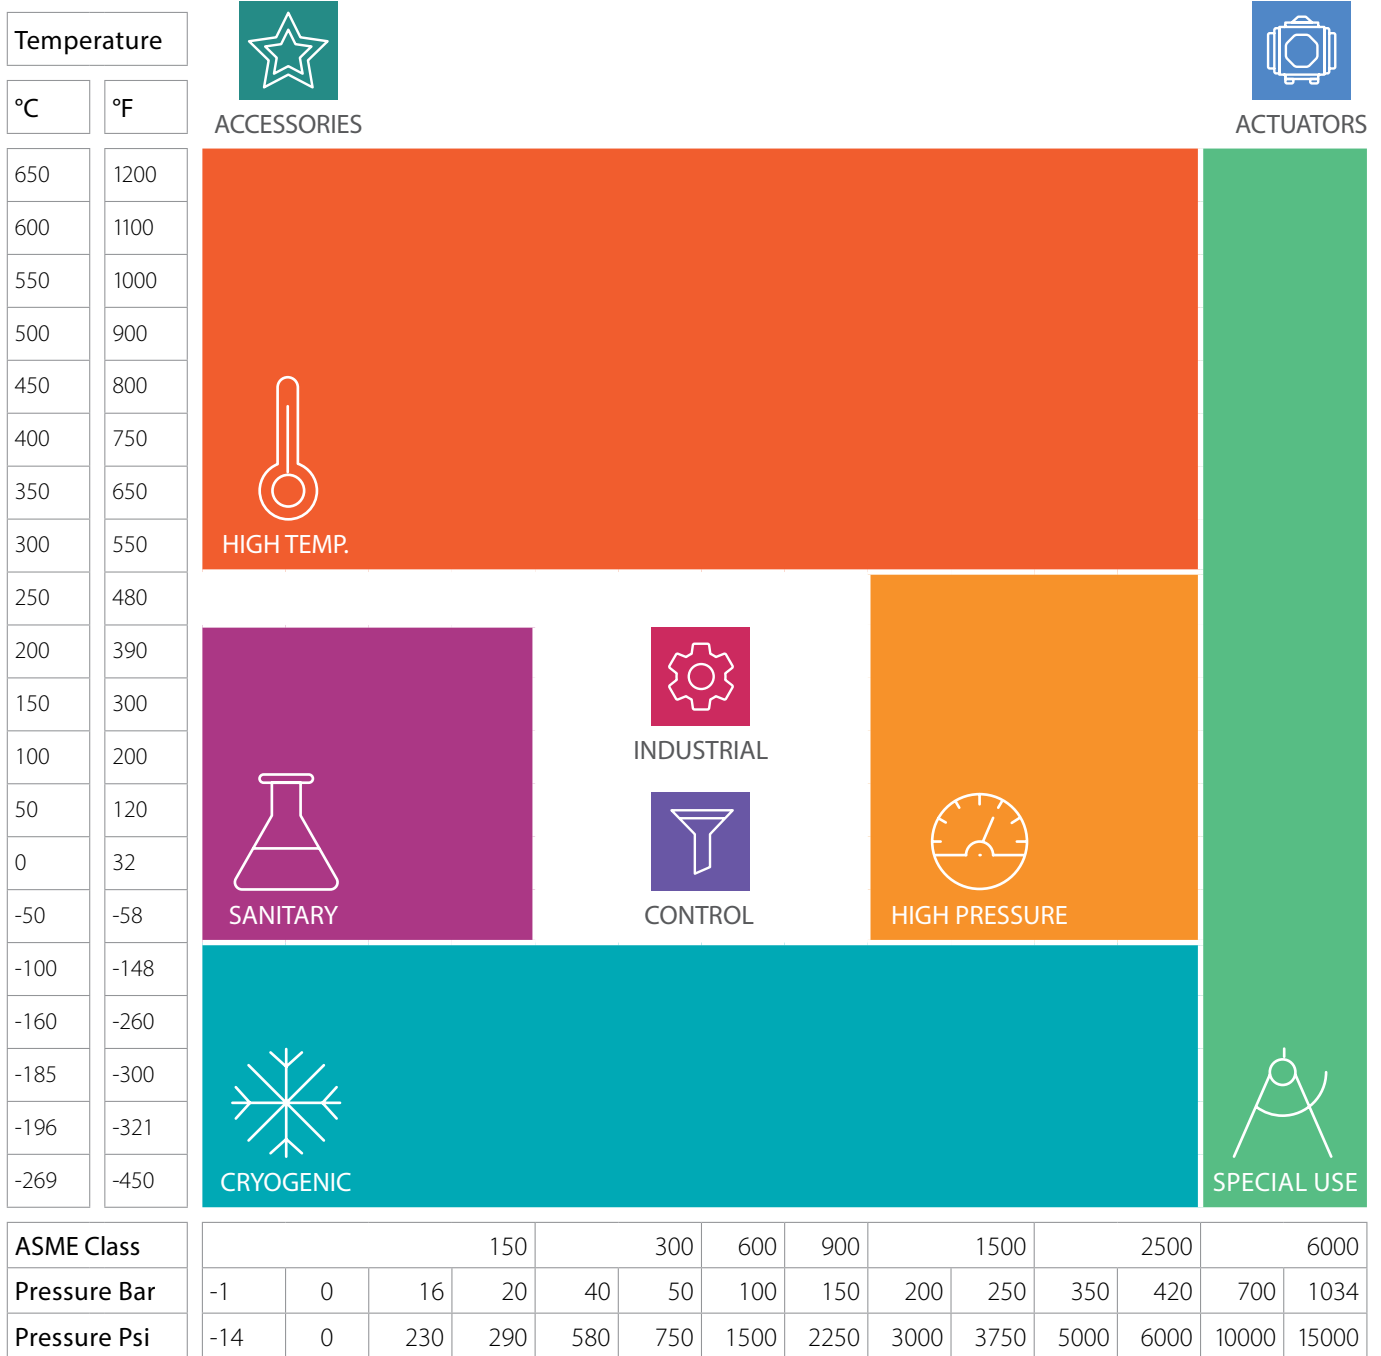 Temperature
°C °F
ACCESSORIES ACTUATORS
650 1200
600 1100
550 1000
500 900
450 800
400 750
350 650
300 550
HIGH TEMP.
250 480
200 390
150 300
INDUSTRIAL
100 200
50 120
0 32
-50 -58
SANITARY CONTROL HIGH PRESSURE
-100 -148
-160 -260
-185 -300
-196 -321
-269 -450
CRYOGENIC SPECIAL USE
ASME Class 150 300 600 900 1500 2500 6000
Pressure Bar -1 0 16 20 40 50 100 150 200 250 350 420 700 1034
Pressure Psi -14 0 230 290 580 750 1500 2250 3000 3750 5000 6000 10000 15000